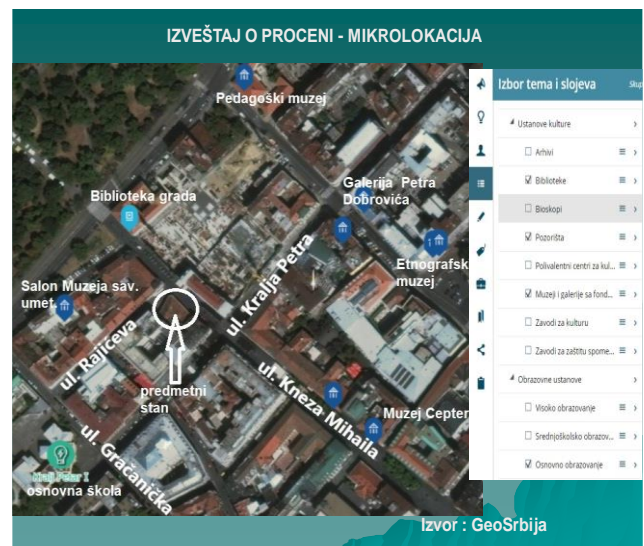 IZVEŠTAJ O PROCENI - MIKROLOKACIJA
Pedagoški muzej
Biblioteka grada
Galerija Petra
Dobrovića
Etnografsk
muzej
Salon Muzeja sav.
umet.
ul. Kralja Petra
ul. Rajićeva
predmetni
stan
ul. Kneza Mihaila
Muzej Cepter
ul. Gračanička
Kralj Petar I
osnovna škola
Izbor tema i slojeva
Skup
Ustanove kulture
Arhivi
Biblioteke
Bioskopi
Pozorišta
Polivalentni centri za kul...
Muzeji i galerije sa fond...
Zavodi za kulturu
Zavodi za zaštitu spome...
Obrazovne ustanove
Visoko obrazovanje
Srednjoškolsko obrazov...
Osnovno obrazovanje
Izvor : GeoSrbija